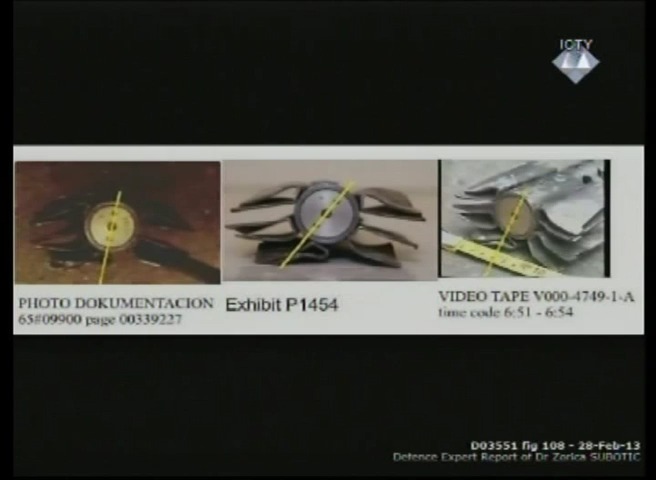 ICTY
PHOTO DOKUMENTACION
65#09900 page 00339227
Exhibit P1454
VIDEO TAPE V000-4749-1-A
time code 6:51 - 6:54
D03551 fig 108 - 28-Feb-13
Defence Expert Report of Dr Zorica SUBOTIC